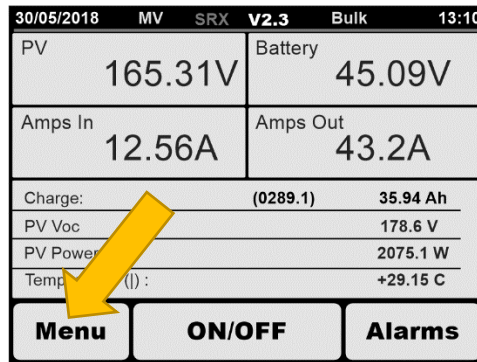 30/05/2018 MV SRX V2.3 Bulk 13:10
PV Battery
165.31V 45.09V
Amps In Amps Out
12.56A 43.2A
Charge: (0289.1) 35.94 Ah
PV Voc 178.6 V
PV Power 2075.1 W
Temp (|) : +29.15 C
Menu ON/OFF Alarms